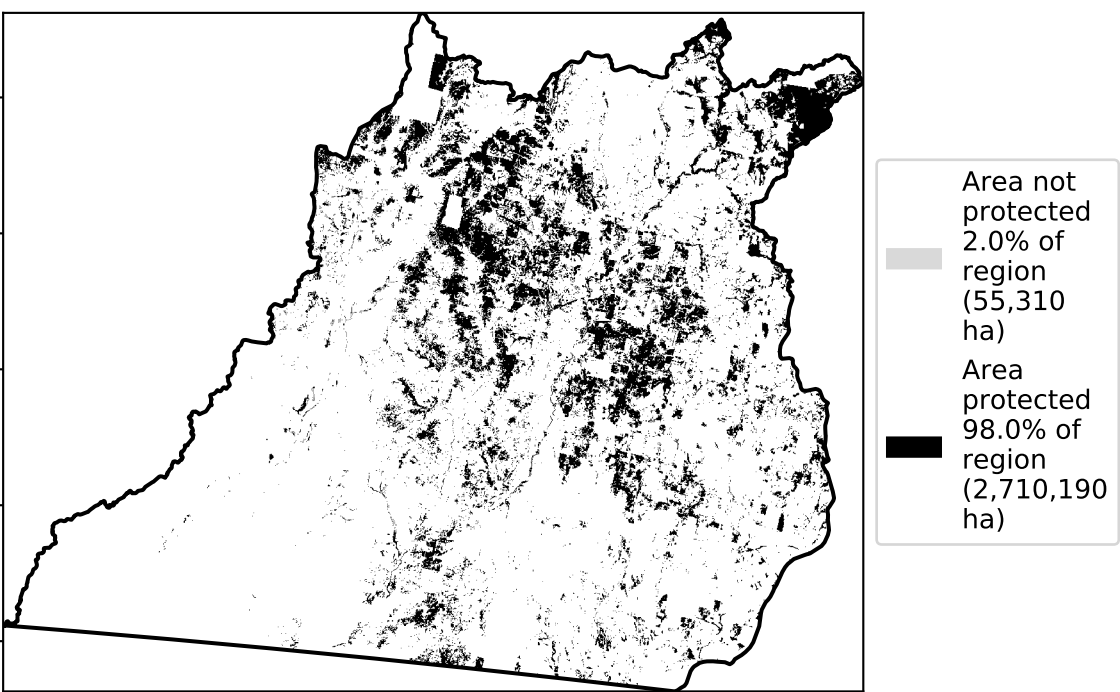 Area not
protected
2.0% of
region
(55,310
ha)
Area
protected
98.0% of
region
(2,710,190
ha)